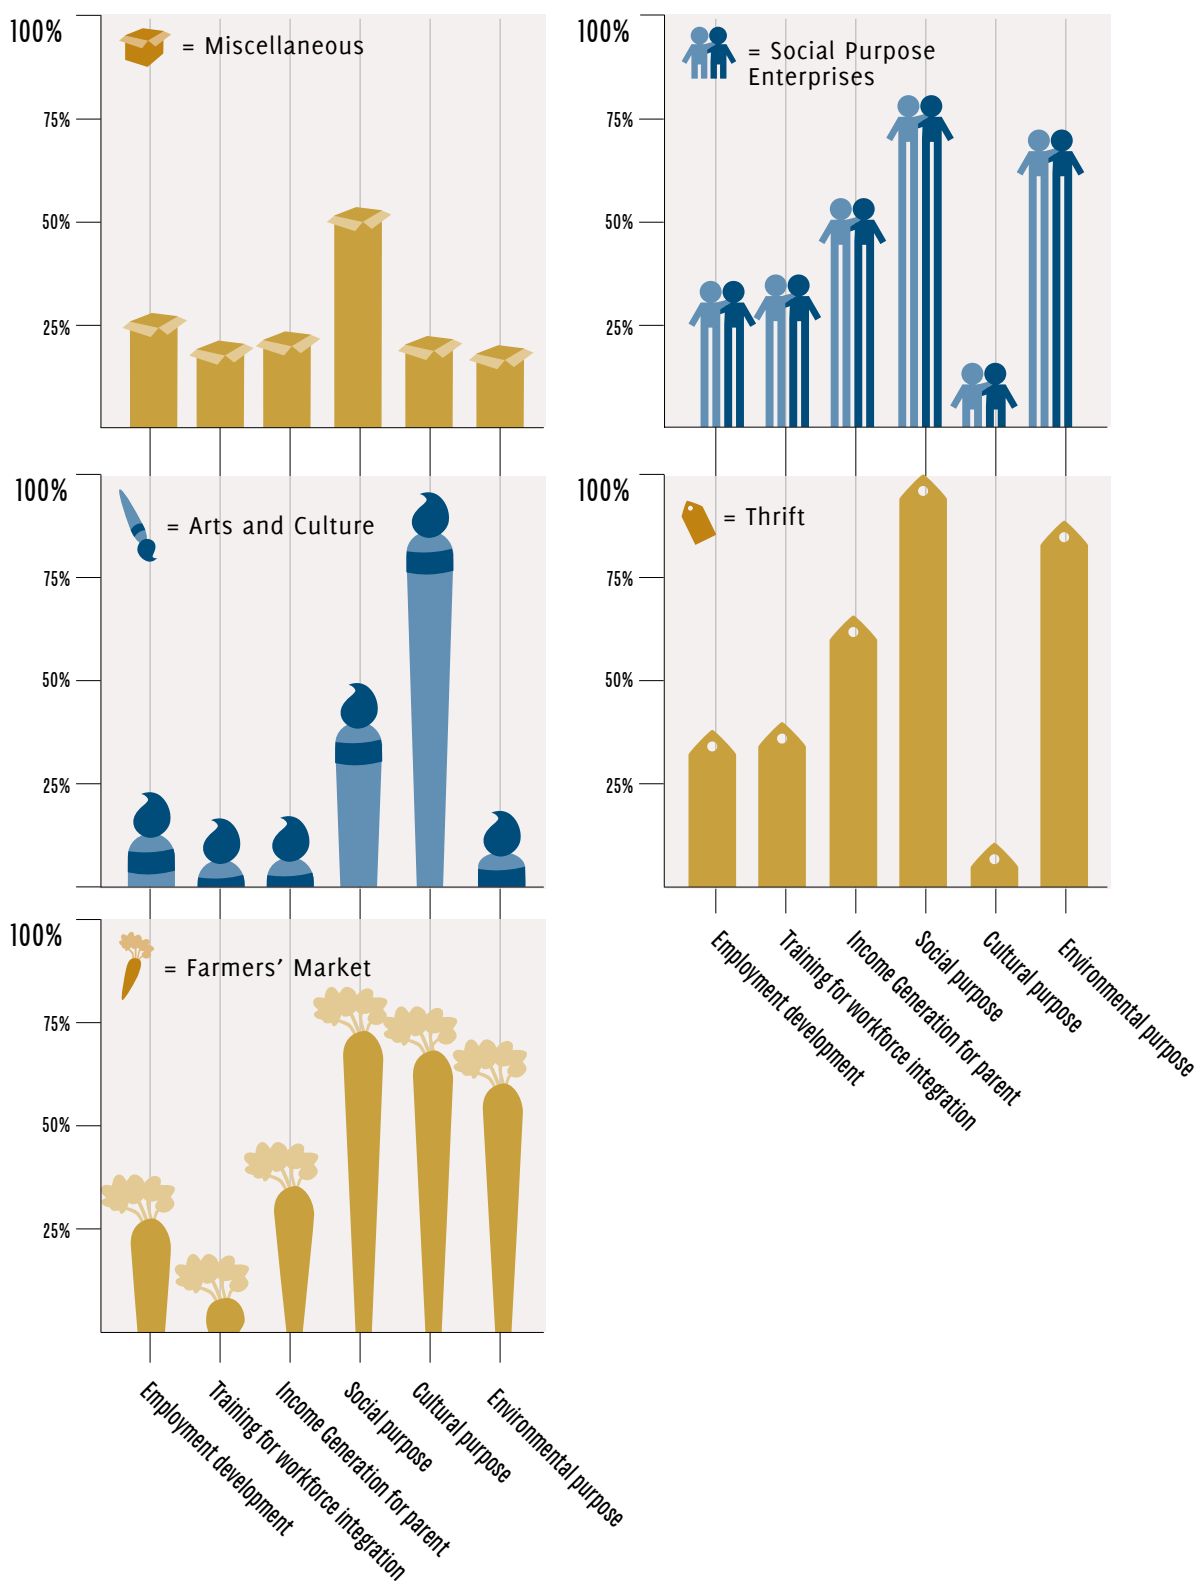 100%
= Miscellaneous
75%
50%
25%
100%
= Social Purpose
Enterprises
75%
50%
25%
100%
= Arts and Culture
75%
50%
25%
100%
= Thrift
75%
50%
25%
Employment development
Training for workforce integration
Income Generation for parent
Social purpose
Cultural purpose
Environmental purpose
100%
= Farmers’ Market
75%
50%
25%
Employment development
Training for workforce integration
Income Generation for parent
Social purpose
Cultural purpose
Environmental purpose